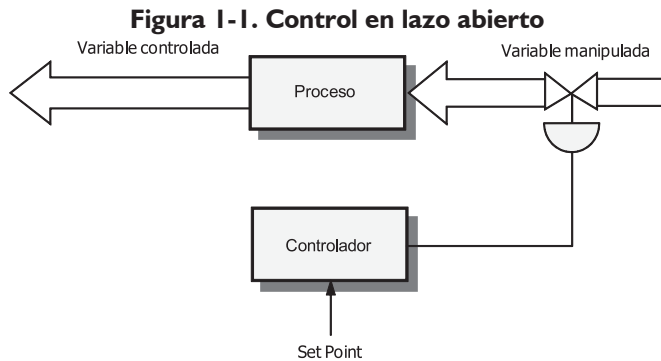 Figura 1-1. Control en lazo abierto
Variable controlada
Variable manipulada
Proceso
Controlador
Set Point